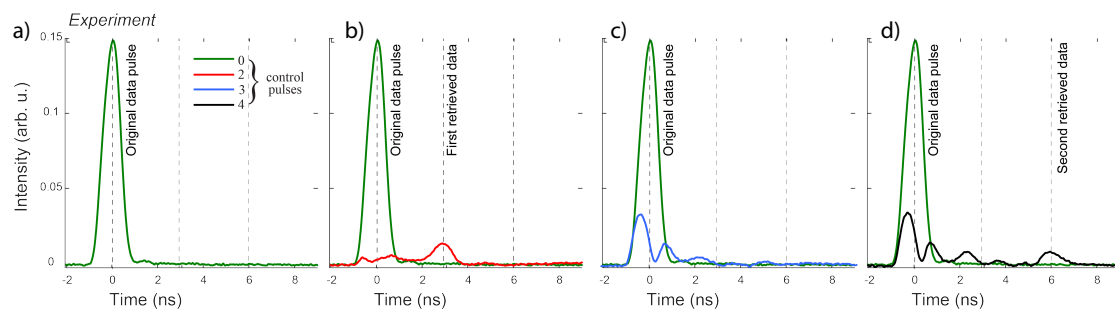 Experiment
a)
b)
c)
d)
0.15
0.1
0.05
0
Intensity (arb. u.)
Original data pulse
0
2
3
4
control
pulses
-2 0 2 4 6 8
Time (ns)
Original data pulse
First retrieved data
-2 0 2 4 6 8
Time (ns)
Original data pulse
-2 0 2 4 6 8
Time (ns)
Original data pulse
Second retrieved data
-2 0 2 4 6 8
Time (ns)